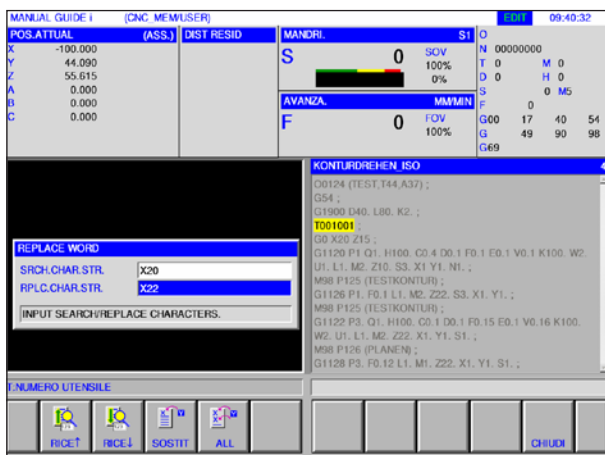 MANUAL GUIDE i (CNC_MEM/USER) EDIT 09:40:32
POS.ATTUAL (ASS.) DIST RESID MANDRI. S1 O
X -100.000
Y 44.090
Z 55.615
A 0.000
B 0.000
C 0.000
S 0 SOV
100%
0%
AVANZA. MM/MIN
F 0 FOV
100%
N 00000000
T 0 M 0
D 0 H 0
S 0 M5
F 0
G00 17 40 54
G 49 90 98
G69
KONTURDREHEN_ISO 4
O0124 (TEST,T44,A37) ;
G54 ;
G1900 D40. L80. K2. ;
T001001 ;
G0 X20 Z15 ;
G1120 P1 Q1. H100. C0.4 D0.1 F0.1 E0.1 V0.1 K100. W2.
U1. L1. M2. Z10. S3. X1. Y1. N1. ;
M98 P125 (TESTKONTUR) ;
G1126 P1. F0.1 L1. M2. Z22. S3. X1. Y1. ;
M98 P125 (TESTKONTUR) ;
G1122 P3. Q1. H100. C0.1 D0.1 F0.15 E0.1 V0.16 K100.
W2. U1. L1. M2. Z22. X1. Y1. S1. ;
M98 P126 (PLANEN) ;
G1128 P3. F0.12 L1. M1. Z22. X1. Y1. S1. ;
REPLACE WORD
SRCH.CHAR.STR. X20
RPLC.CHAR.STR. X22
INPUT SEARCH/REPLACE CHARACTERS.
T:NUMERO UTENSILE
RICE↑ RICE↓ SOSTIT ALL CHIUDI